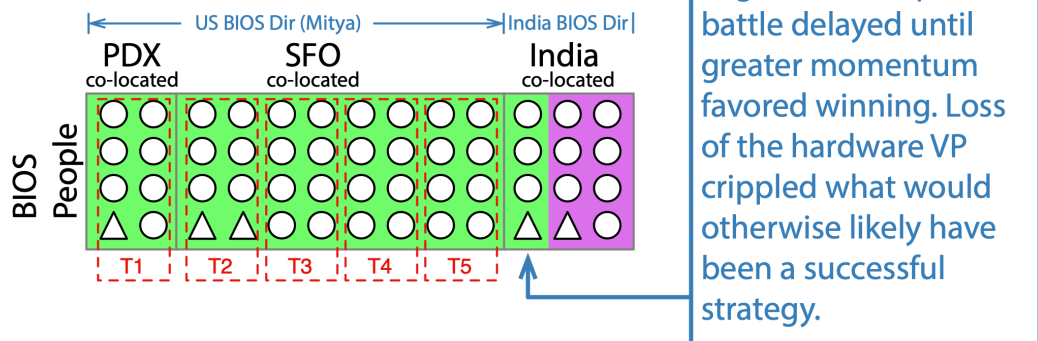 US BIOS Dir (Mitya)
India BIOS Dir
PDX
co-located
SFO
co-located
India
co-located
BIOS
People
T1
T2
T3
T4
T5
battle delayed until
greater momentum
favored winning. Loss
of the hardware VP
crippled what would
otherwise likely have
been a successful
strategy.